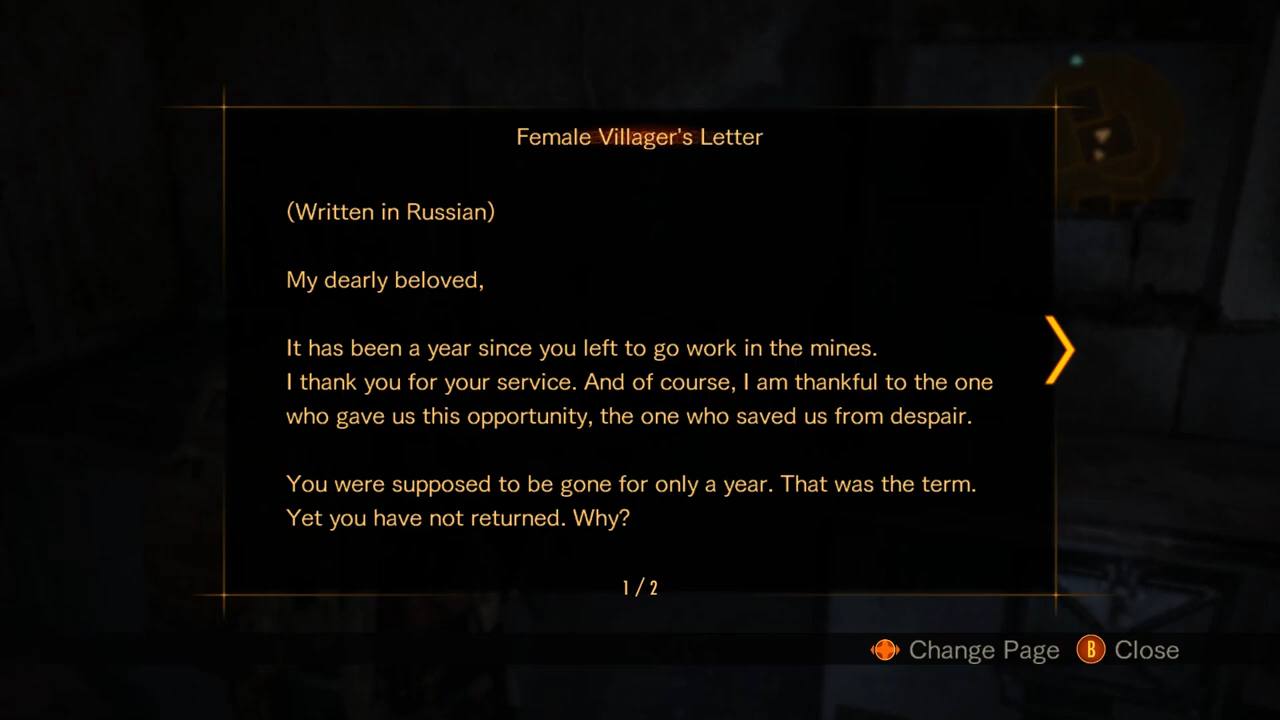 Female Villager's Letter
(Written in Russian)
My dearly beloved,
It has been a year since you left to go work in the mines.
I thank you for your service. And of course, I am thankful to the one
who gave us this opportunity, the one who saved us from despair.
You were supposed to be gone for only a year. That was the term.
Yet you have not returned. Why?
1 / 2
Change Page B Close